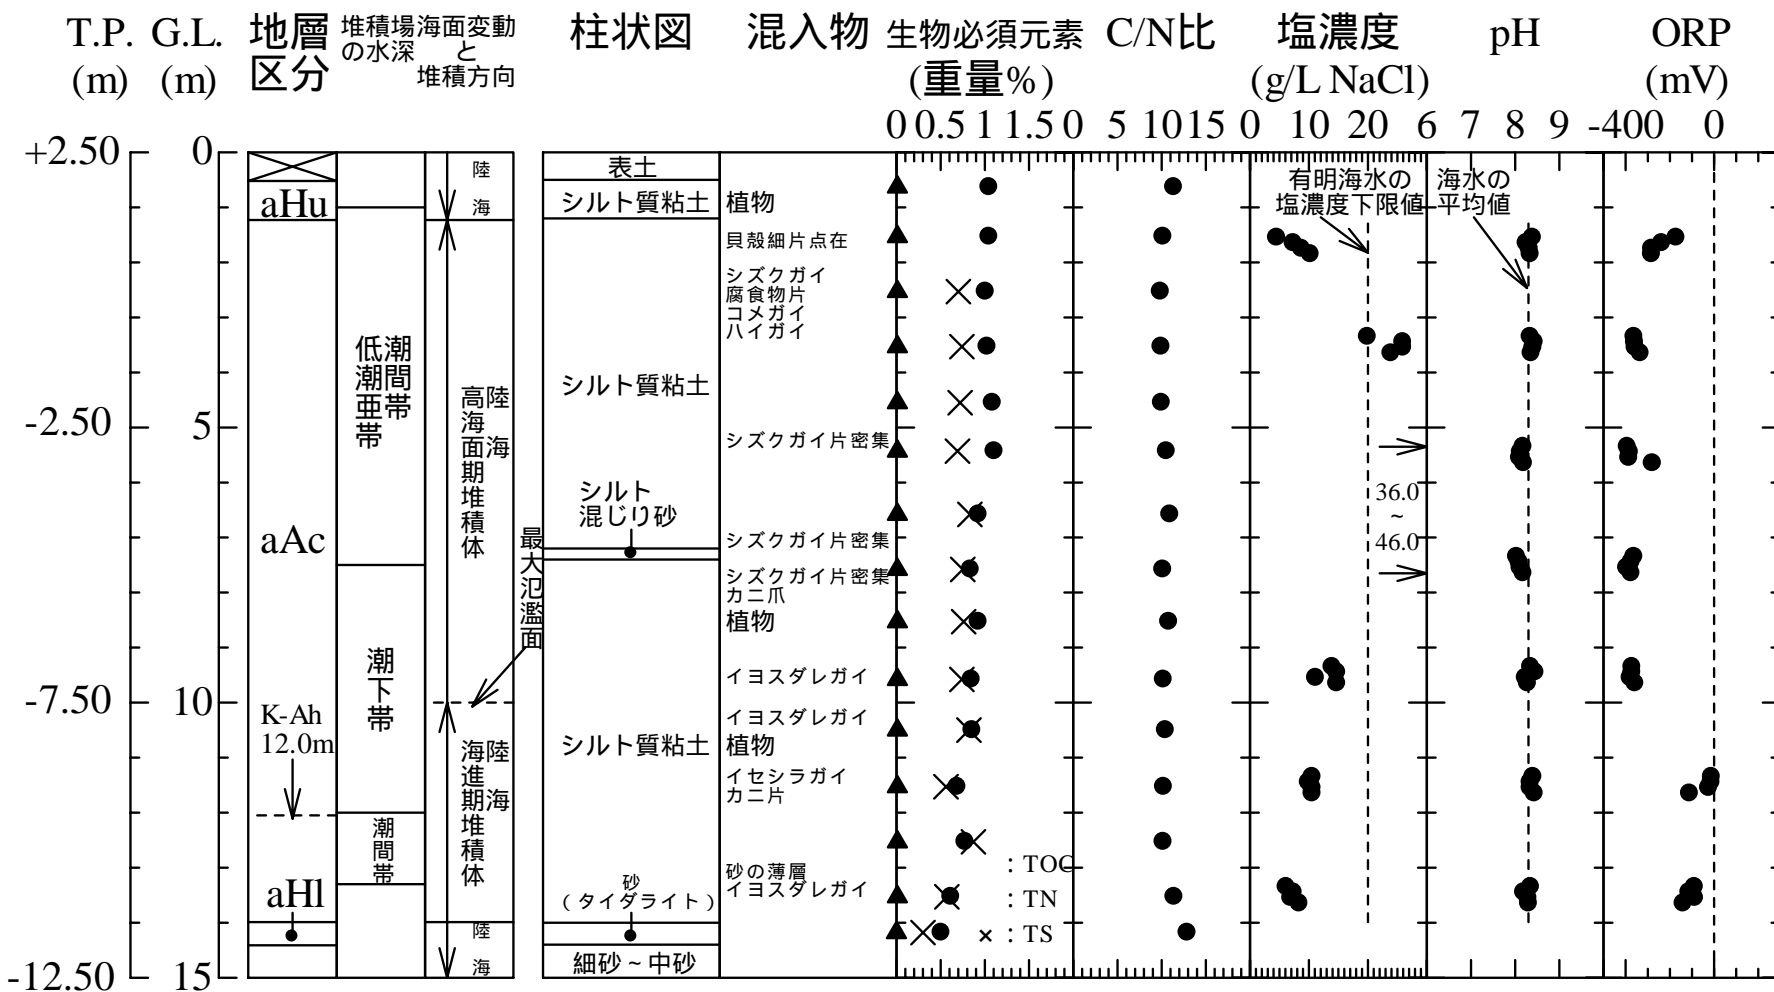 T.P.
(m)
G.L.
(m)
地層
区分
堆積場
の水深
海面変動
と
堆積方向
柱状図
混入物
生物必須元素
(重量%)
C/N比
塩濃度
(g/L NaCl)
pH
ORP
(mV)
0 0.5 1 1.5 0 5 10 15 0 10 20 6 7 8 9 -400 0
+2.50
-2.50
-7.50
-12.50
0
5
10
15
aHu
aAc
K-Ah
12.0m
aHl
低潮亜帯
潮間帯
潮下帯
潮間帯
陸
海
高海面期堆積体
陸海
最大氾濫面
海進期堆積体
陸海
陸
海
表土
シルト質粘土
シルト質粘土
シルト
混じり砂
シルト質粘土
砂
(タイダライト)
細砂~中砂
植物
貝殻細片点在
シズクガイ
腐食物片
コメガイ
ハイガイ
シズクガイ片密集
シズクガイ片密集
シズクガイ片密集
カニ爪
植物
イヨスダレガイ
イヨスダレガイ
植物
イセシラガイ
カニ片
砂の薄層
イヨスダレガイ
: TOC
: TN
× : TS
有明海水の
塩濃度下限値
36.0
~
46.0
海水の
平均値